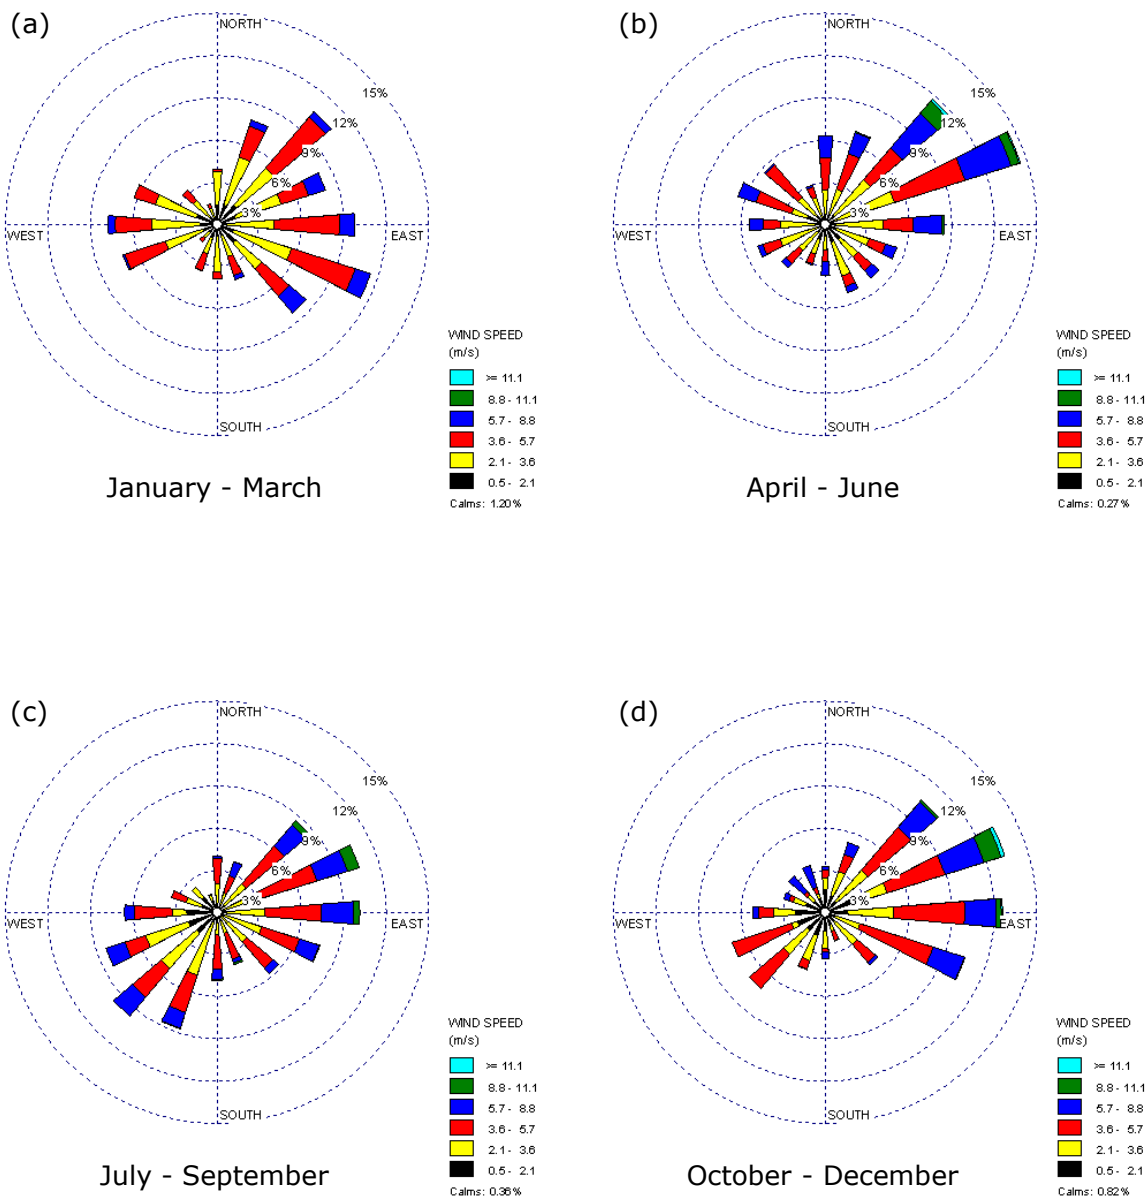 (a)
NORTH
15%
12%
9%
6%
3%
WEST
EAST
SOUTH
WIND SPEED
(m/s)
>= 11.1
8.8 - 11.1
5.7 - 8.8
3.6 - 5.7
2.1 - 3.6
0.5 - 2.1
Calms: 1.20%
January - March
(b)
NORTH
15%
12%
9%
6%
3%
WEST
EAST
SOUTH
WIND SPEED
(m/s)
>= 11.1
8.8 - 11.1
5.7 - 8.8
3.6 - 5.7
2.1 - 3.6
0.5 - 2.1
Calms: 0.27%
April - June
(c)
NORTH
15%
12%
9%
6%
3%
WEST
EAST
SOUTH
WIND SPEED
(m/s)
>= 11.1
8.8 - 11.1
5.7 - 8.8
3.6 - 5.7
2.1 - 3.6
0.5 - 2.1
Calms: 0.36%
July - September
(d)
NORTH
15%
12%
9%
6%
3%
WEST
EAST
SOUTH
WIND SPEED
(m/s)
>= 11.1
8.8 - 11.1
5.7 - 8.8
3.6 - 5.7
2.1 - 3.6
0.5 - 2.1
Calms: 0.82%
October - December